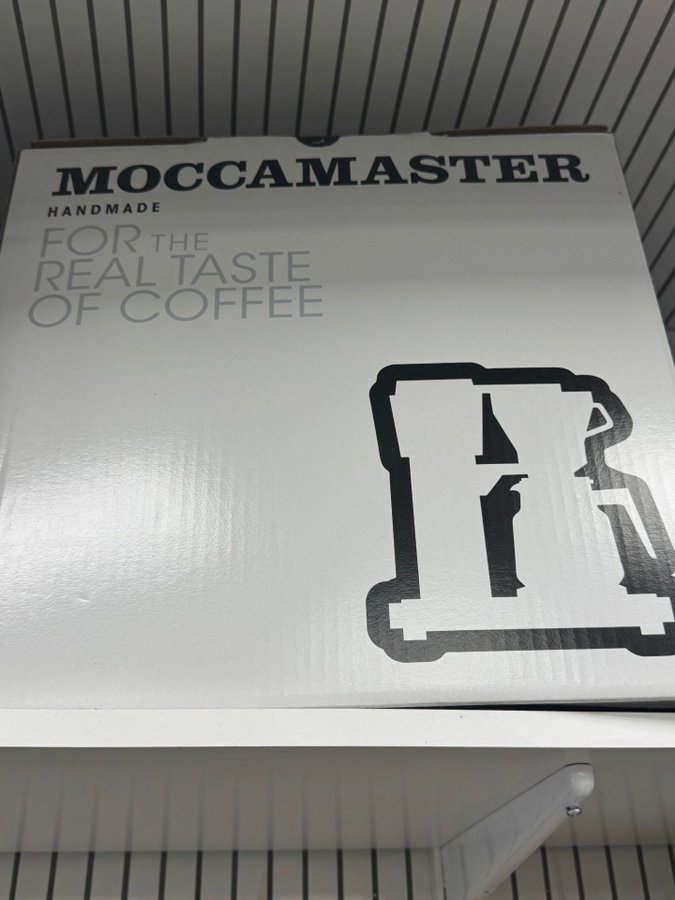 MOCCAMASTER
HANDMADE
FOR THE
REAL TASTE
OF COFFEE